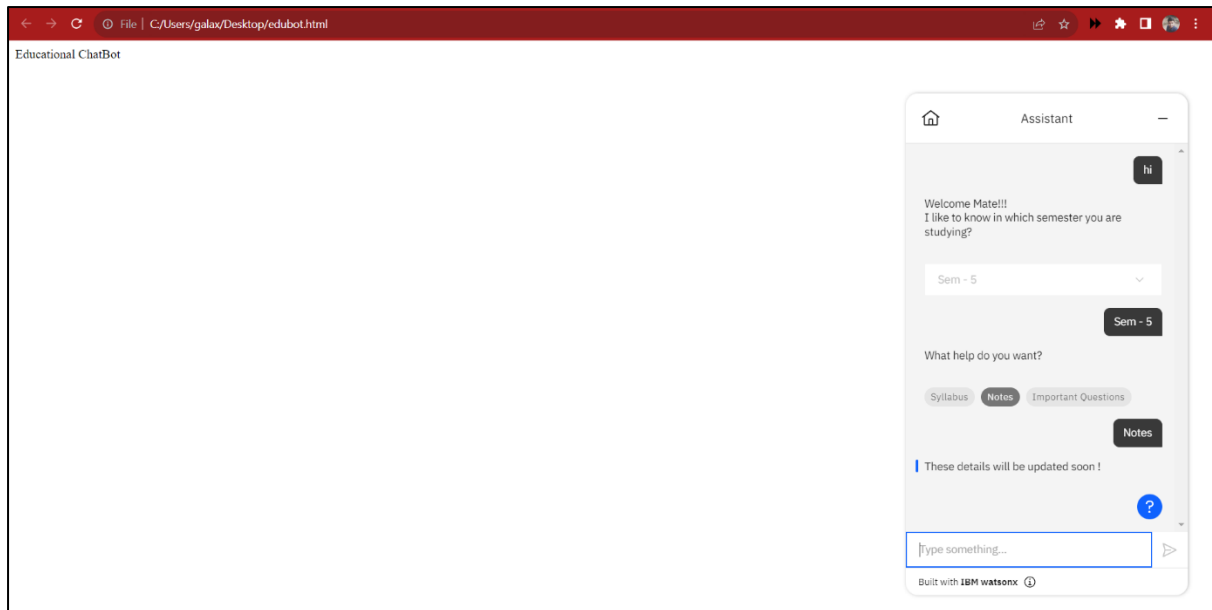 File | C:/Users/galax/Desktop/edubot.html
Educational ChatBot
Assistant
hi
Welcome Mate!!!
I like to know in which semester you are
studying?
Sem - 5
Sem - 5
What help do you want?
Syllabus Notes Important Questions
Notes
These details will be updated soon !
?
Type something...
Built with IBM watsonx